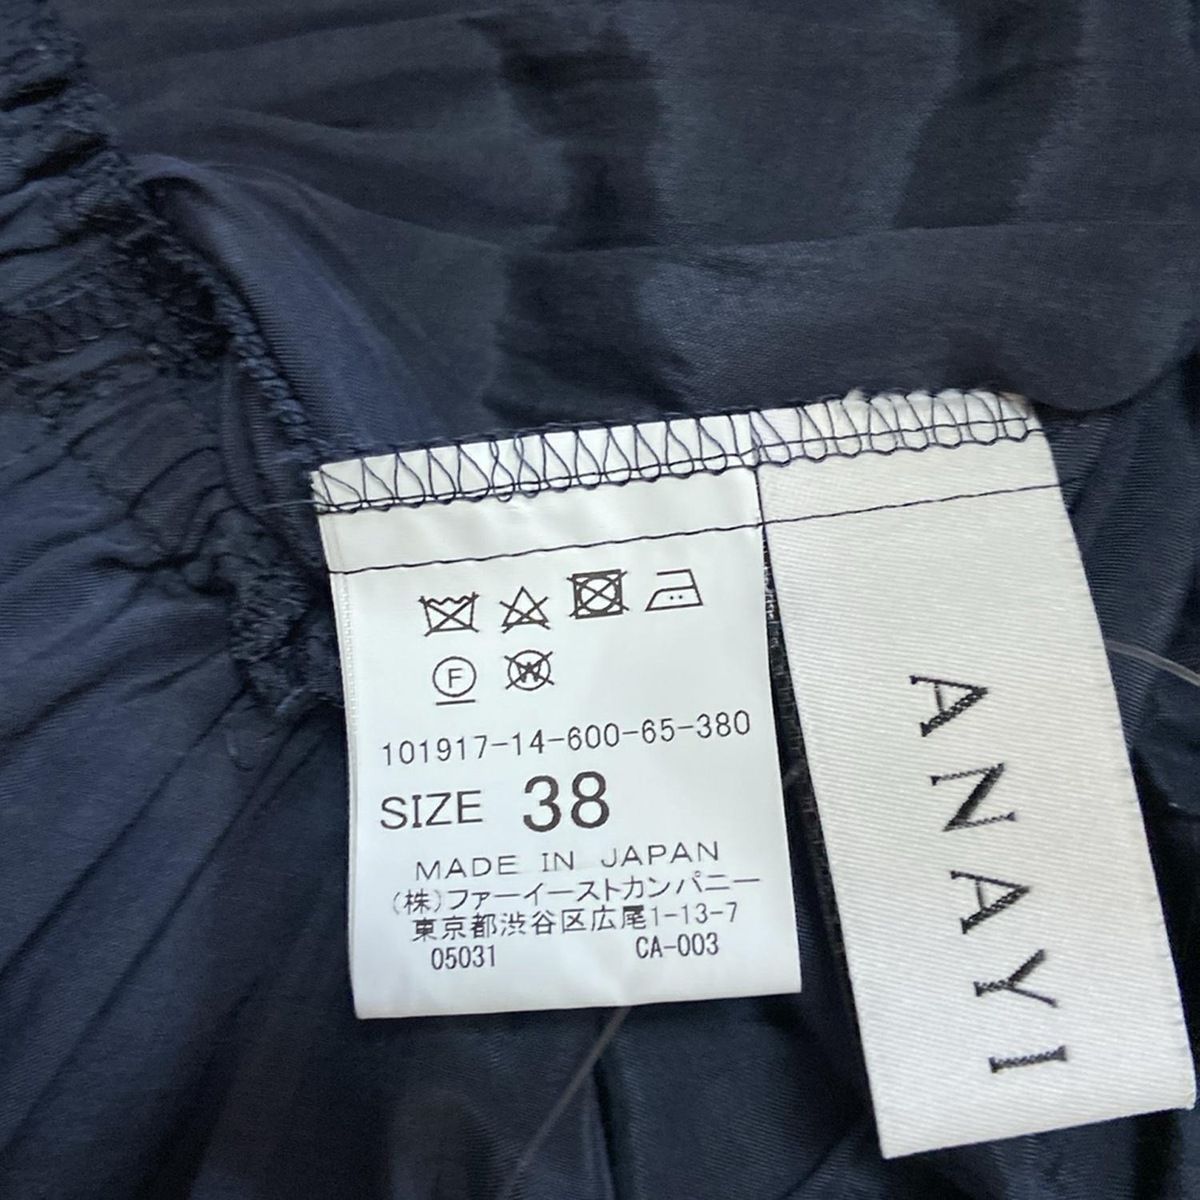 F
W
101917-14-600-65-380
SIZE 38
MADE IN JAPAN
(株)ファーイーストカンパニー
東京都渋谷区広尾1-13-7
05031 CA-003
ANAYI